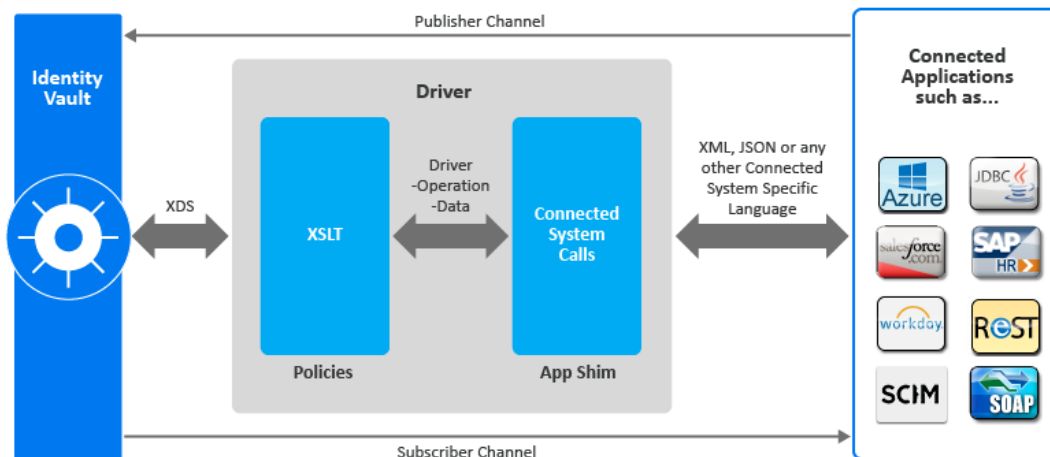 Publisher Channel
Identity
Vault
Driver
Connected
Applications
such as...
XDS
XSLT
Driver
-Operation
-Data
Connected
System
Calls
XML, JSON or any
other Connected
System Specific
Language
Azure
JDBC
salesforce
.com
SAP
HR
workday
ReST
SCIM
SOAP
Policies
App Shim
Subscriber Channel